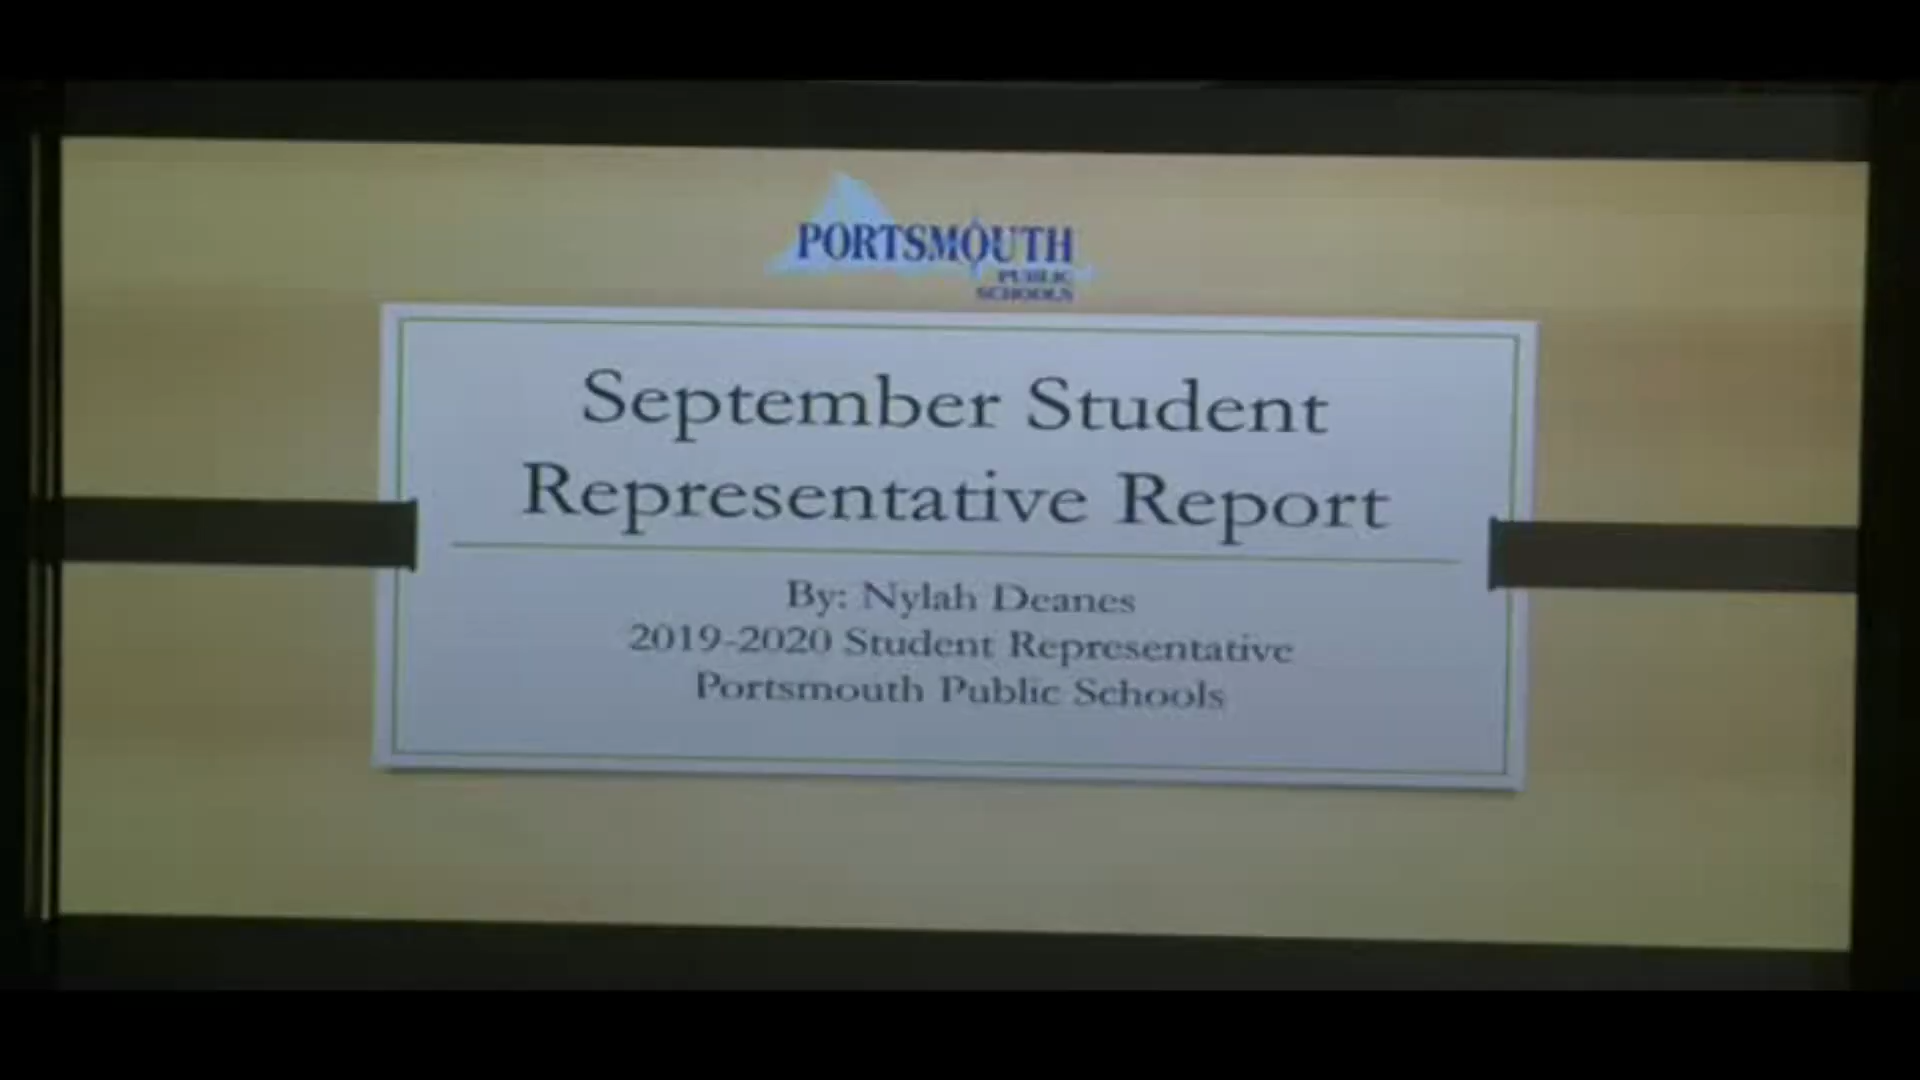 PORTSMOUTH
PUBLIC
SCHOOLS
September Student
Representative Report
By: Nylah Deanes
2019-2020 Student Representative
Portsmouth Public Schools